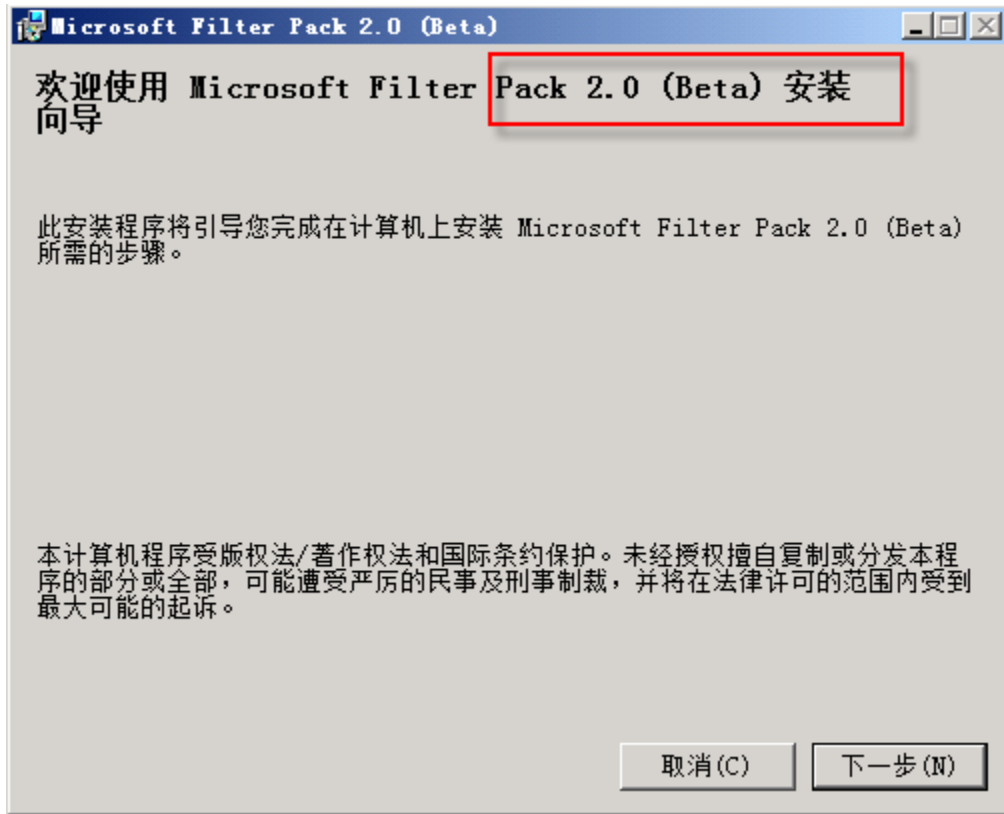 Microsoft Filter Pack 2.0 (Beta)
欢迎使用 Microsoft Filter Pack 2.0 (Beta) 安装
向导
此安装程序将引导您完成在计算机上安装 Microsoft Filter Pack 2.0 (Beta)
所需的步骤。
本计算机程序受版权法/著作权法和国际条约保护。未经授权擅自复制或分发本程
序的部分或全部，可能遭受严厉的民事及刑事制裁，并将在法律许可的范围内受到
最大可能的起诉。
取消(C) 下一步(N)